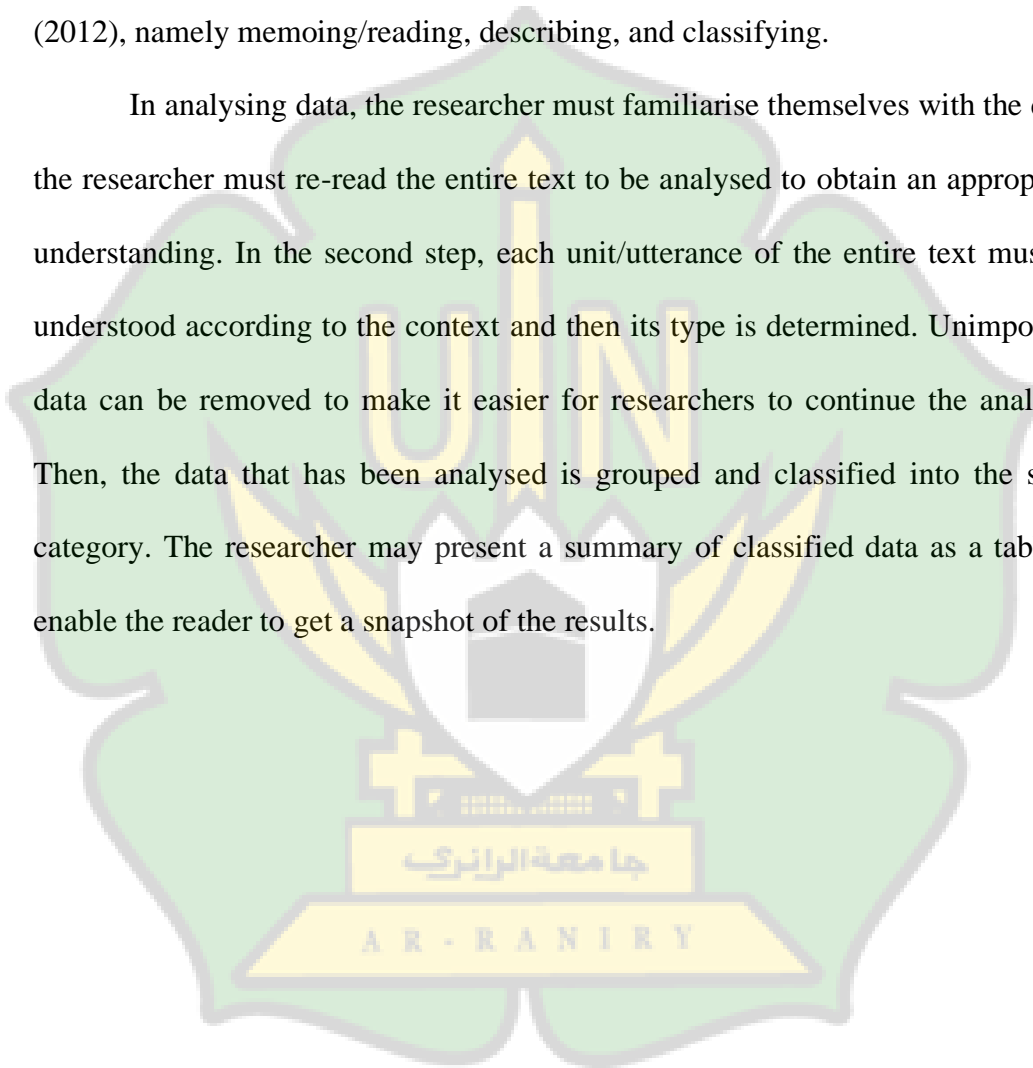 (2012), namely memoing/reading, describing, and classifying.
In analysing data, the researcher must familiarise themselves with the
the researcher must re-read the entire text to be analysed to obtain an
understanding. In the second step, each unit/utterance of the entire text
understood according to the context and then its type is determined.
data can be removed to make it easier for researchers to continue the
Then, the data that has been analysed is grouped and classified into the
category. The researcher may present a summary of classified data as a
enable the reader to get a snapshot of the results.
UIN
جامعة الرانري
AR-RANIRY